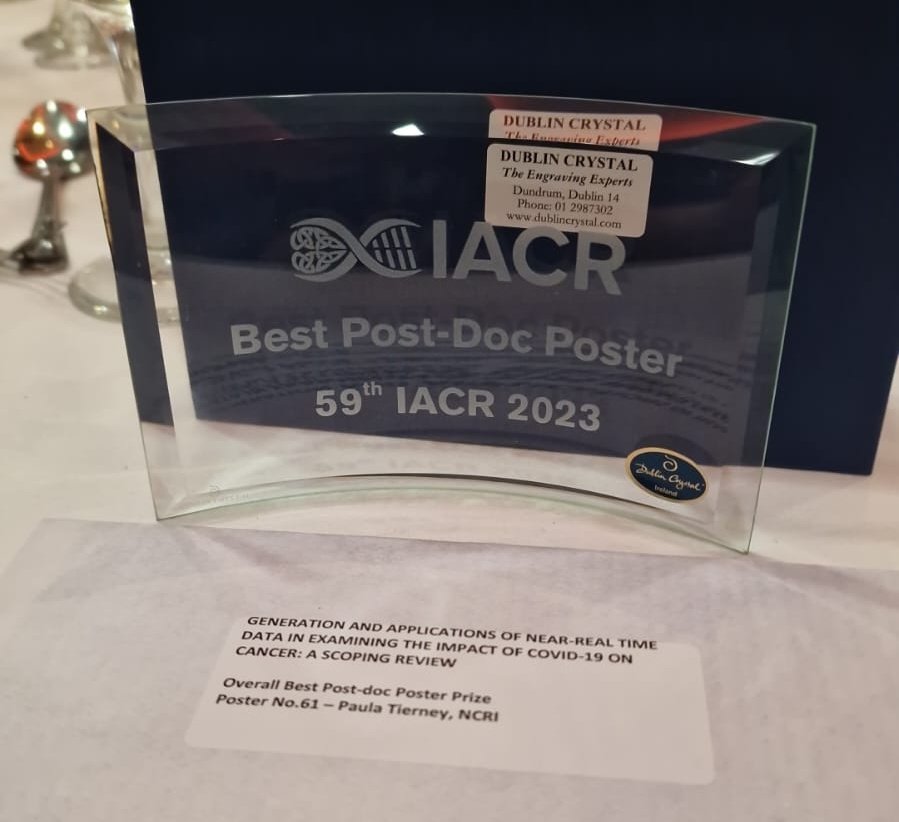 DUBLIN CRYSTAL
The Engraving Experts
DUBLIN CRYSTAL
The Engraving Experts
Dundrum, Dublin 14
Phone: 01 2987302
www.dublincrystal.com
IACR
Best Post-Doc Poster
59th IACR 2023
Dublin Crystal
Ireland
GENERATION AND APPLICATIONS OF NEAR-REAL TIME
DATA IN EXAMINING THE IMPACT OF COVID-19 ON
CANCER: A SCOPING REVIEW
Overall Best Post-doc Poster Prize
Poster No.61 – Paula Tierney, NCRI